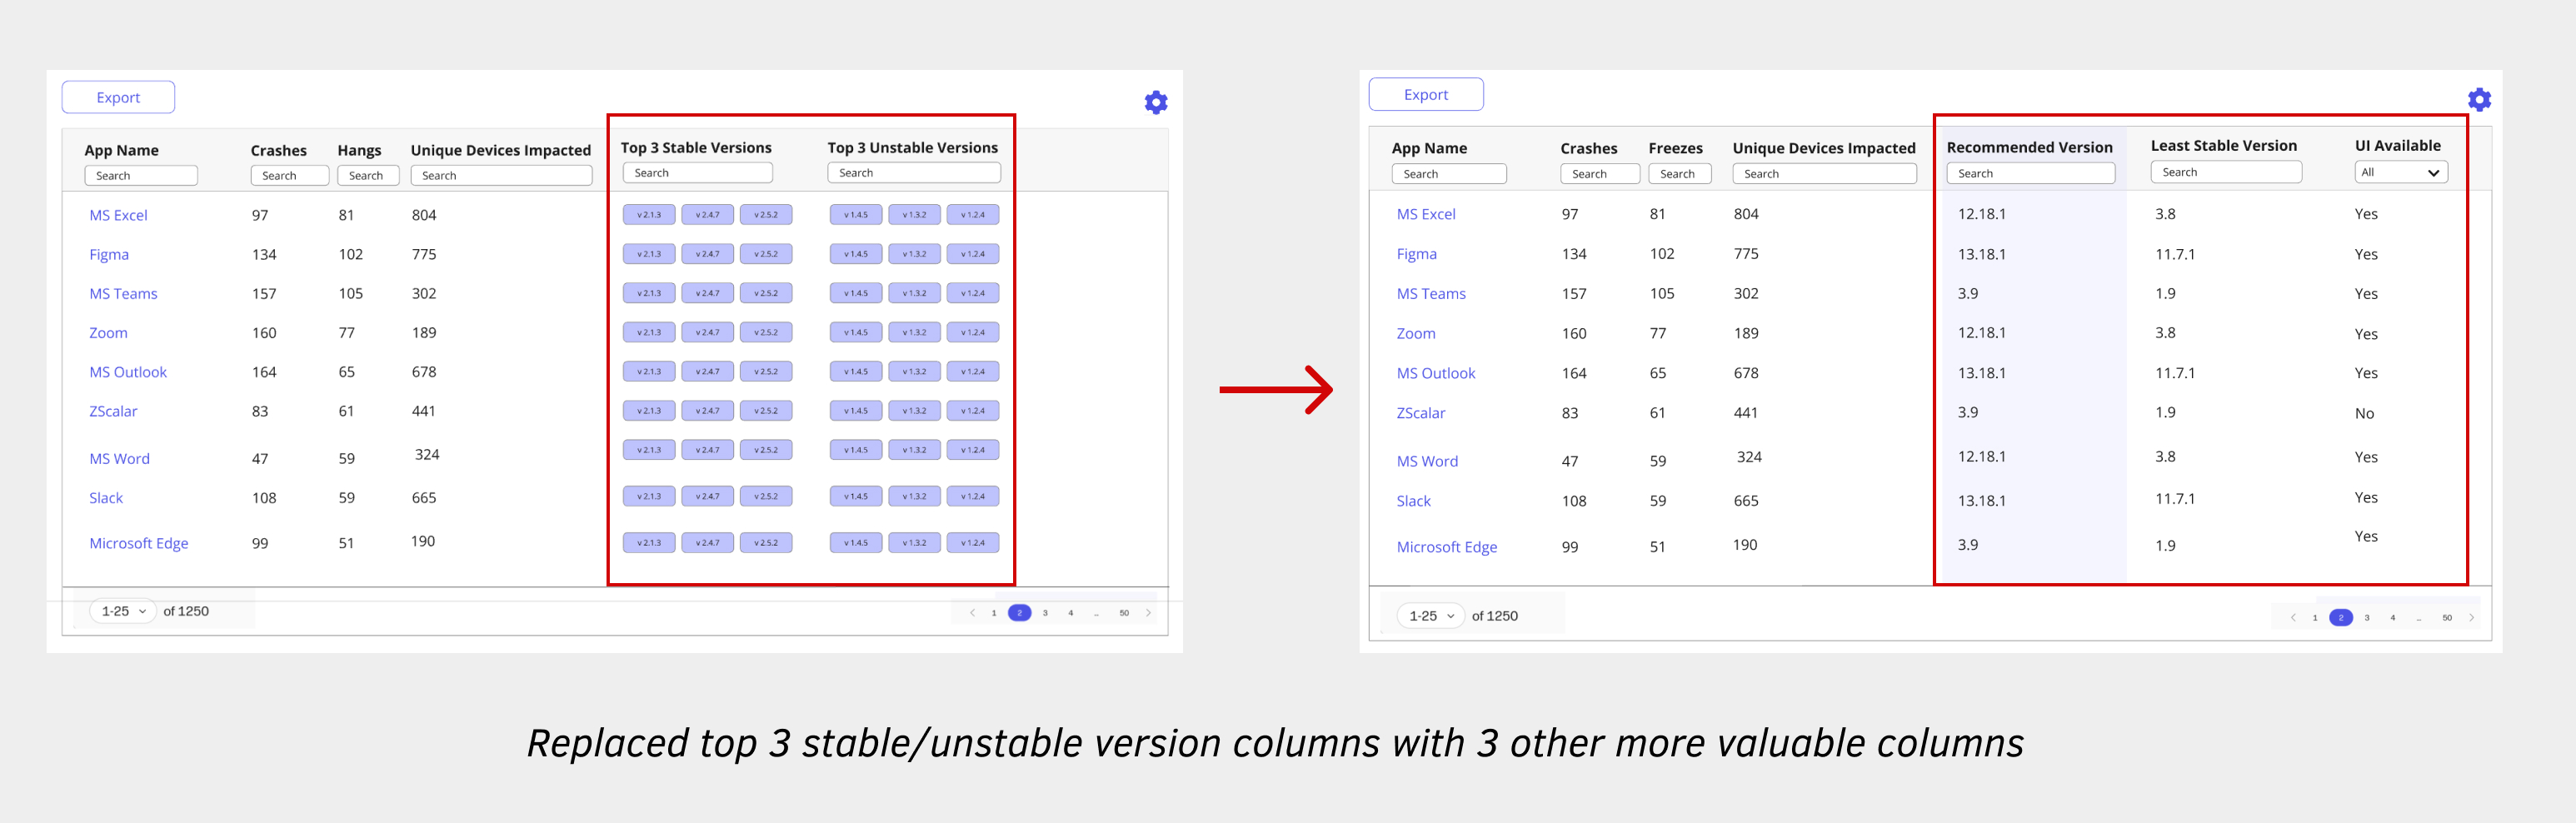 Export
App Name Crashes Hangs Unique Devices Impacted Top 3 Stable Versions Top 3 Unstable Versions
Search Search Search Search Search Search
MS Excel 97 81 804 v 2.1.3 v 2.4.7 v 2.5.2 v 1.4.5 v 1.3.2 v 1.2.4
Figma 134 102 775 v 2.1.3 v 2.4.7 v 2.5.2 v 1.4.5 v 1.3.2 v 1.2.4
MS Teams 157 105 302 v 2.1.3 v 2.4.7 v 2.5.2 v 1.4.5 v 1.3.2 v 1.2.4
Zoom 160 77 189 v 2.1.3 v 2.4.7 v 2.5.2 v 1.4.5 v 1.3.2 v 1.2.4
MS Outlook 164 65 678 v 2.1.3 v 2.4.7 v 2.5.2 v 1.4.5 v 1.3.2 v 1.2.4
ZScalar 83 61 441 v 2.1.3 v 2.4.7 v 2.5.2 v 1.4.5 v 1.3.2 v 1.2.4
MS Word 47 59 324 v 2.1.3 v 2.4.7 v 2.5.2 v 1.4.5 v 1.3.2 v 1.2.4
Slack 108 59 665 v 2.1.3 v 2.4.7 v 2.5.2 v 1.4.5 v 1.3.2 v 1.2.4
Microsoft Edge 99 51 190 v 2.1.3 v 2.4.7 v 2.5.2 v 1.4.5 v 1.3.2 v 1.2.4
1-25 of 1250 1 2 3 4 .. 50
Export
App Name Crashes Freezes Unique Devices Impacted Recommended Version Least Stable Version UI Available
Search Search Search Search Search Search All
MS Excel 97 81 804 12.18.1 3.8 Yes
Figma 134 102 775 13.18.1 11.7.1 Yes
MS Teams 157 105 302 3.9 1.9 Yes
Zoom 160 77 189 12.18.1 3.8 Yes
MS Outlook 164 65 678 13.18.1 11.7.1 Yes
ZScalar 83 61 441 3.9 1.9 No
MS Word 47 59 324 12.18.1 3.8 Yes
Slack 108 59 665 13.18.1 11.7.1 Yes
Microsoft Edge 99 51 190 3.9 1.9 Yes
1-25 of 1250 1 2 3 4 .. 50
Replaced top 3 stable/unstable version columns with 3 other more valuable columns